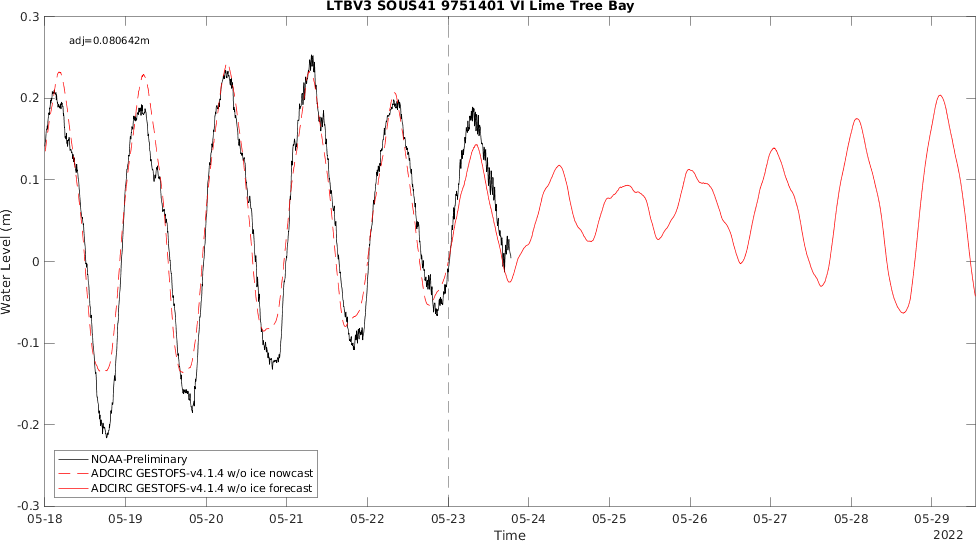 LTBV3 SOUS41 9751401 VI Lime Tree Bay
0.3
adj=0.080642m
0.2
0.1
0
-0.1
-0.2
-0.3
Water Level (m)
NOAA-Preliminary
ADCIRC GESTOFS-v4.1.4 w/o ice nowcast
ADCIRC GESTOFS-v4.1.4 w/o ice forecast
05-18 05-19 05-20 05-21 05-22 05-23 05-24 05-25 05-26 05-27 05-28 05-29
Time
2022